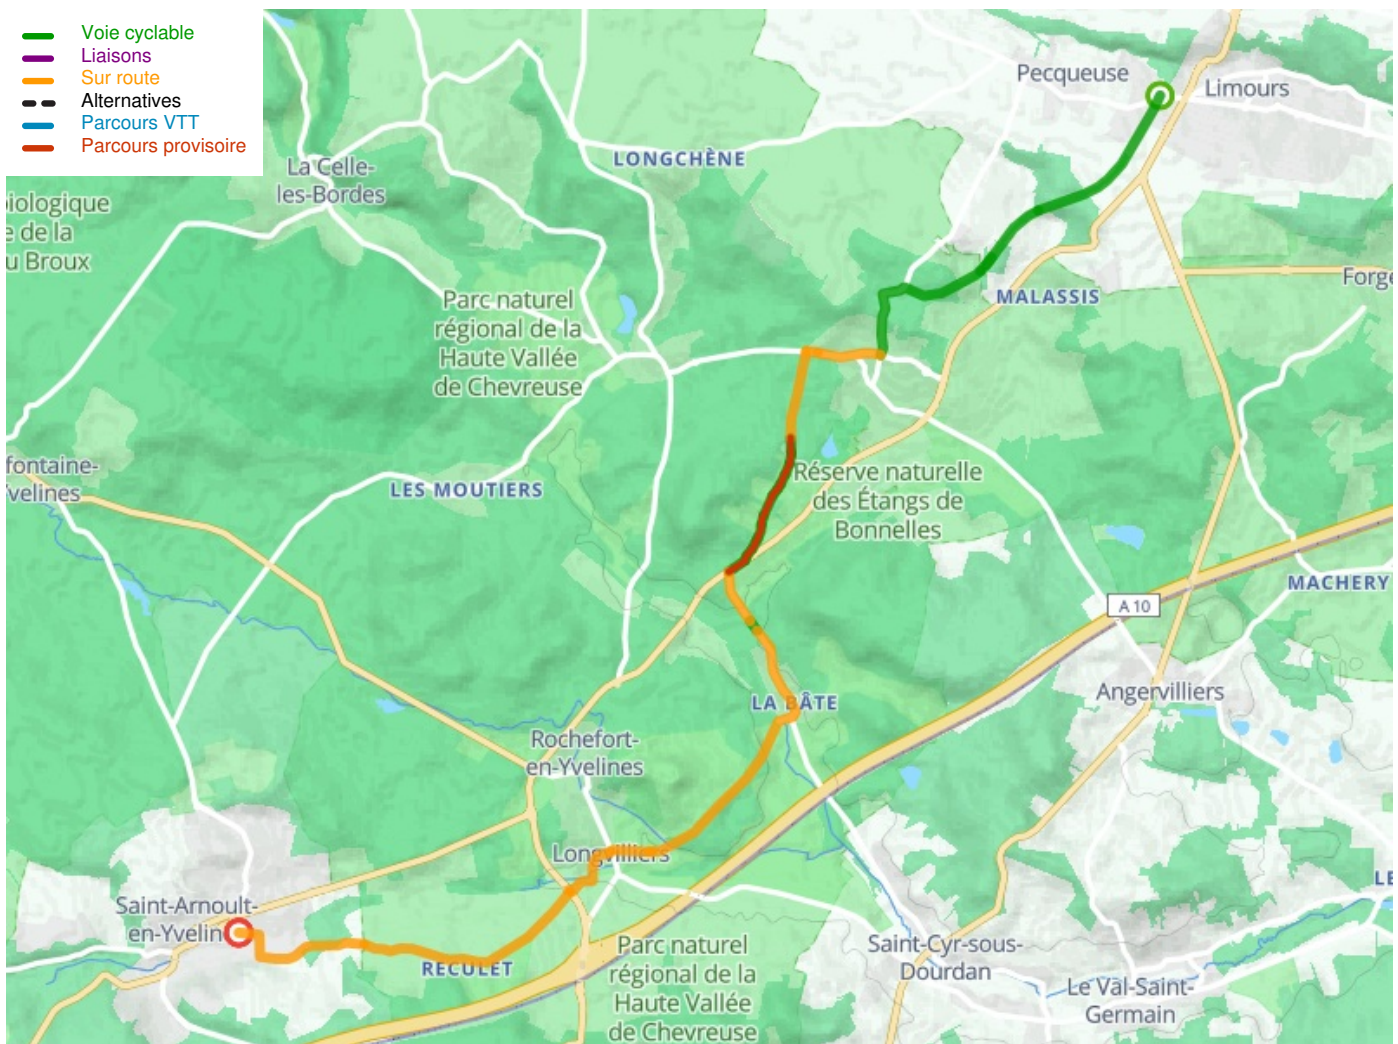 Voie cyclable
Liaisons
Sur route
Alternatives
Parcours VTT
Parcours provisoire
Pecqueuse
Limours
LONGCHÊNE
La Celle-
les-Bordes
iologique
e de la
u Broux
Parc naturel
régional de la
Haute Vallée
de Chevreuse
MALASSIS
Forge
fontaine-
Yvelines
LES MOUTIERS
Réserve naturelle
des Étangs de
Bonnelles
MACHERY
A 10
Angervilliers
LA BÂTE
Rochefort-
en-Yvelines
Longvilliers
LE
Saint-Arnoult-
en-Yvelin
RECULET
Parc naturel
régional de la
Haute Vallée
de Chevreuse
Saint-Cyr-sous-
Dourdan
Le Val-Saint-
Germain